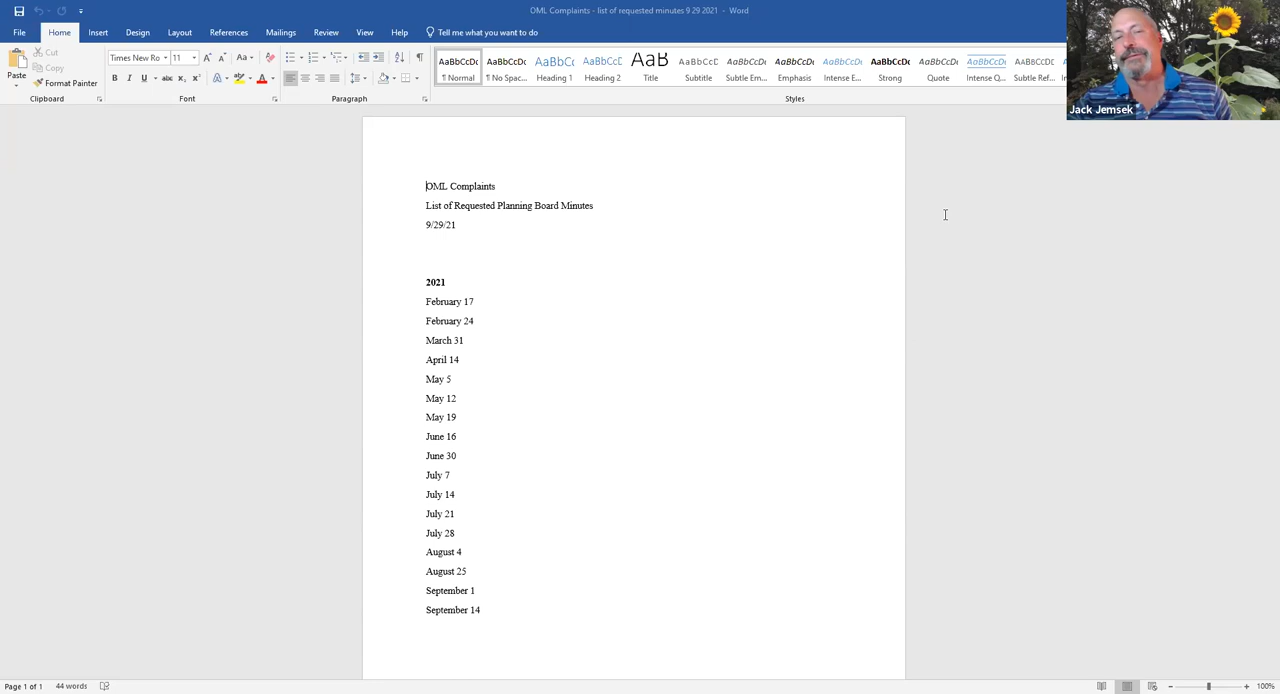 OML Complaints - list of requested minutes 9 29 2021 - Word
File Home Insert Design Layout References Mailings Review View Help Tell me what you want to do
Paste
Cut
Copy
Format Painter
Times New Ro 11
Aa
B I U abc x₂ x² A A
AaBbCcDc AaBbCcDc AaBbCc AaBbCcC AaB AaBbCcD AaBbCcDc AaBbCcDc AaBbCcDc AaBbCcDc AaBbCcDc AaBbCcDc AaBbCcDc
¶ Normal ¶ No Spac... Heading 1 Heading 2 Title Subtitle Subtle Em... Emphasis Intense E... Strong Quote Intense Q... Subtle Ref...
Clipboard Font Paragraph Styles
Jack Jemsek
OML Complaints
List of Requested Planning Board Minutes
9/29/21
2021
February 17
February 24
March 31
April 14
May 5
May 12
May 19
June 16
June 30
July 7
July 14
July 21
July 28
August 4
August 25
September 1
September 14
Page 1 of 1 44 words
100%